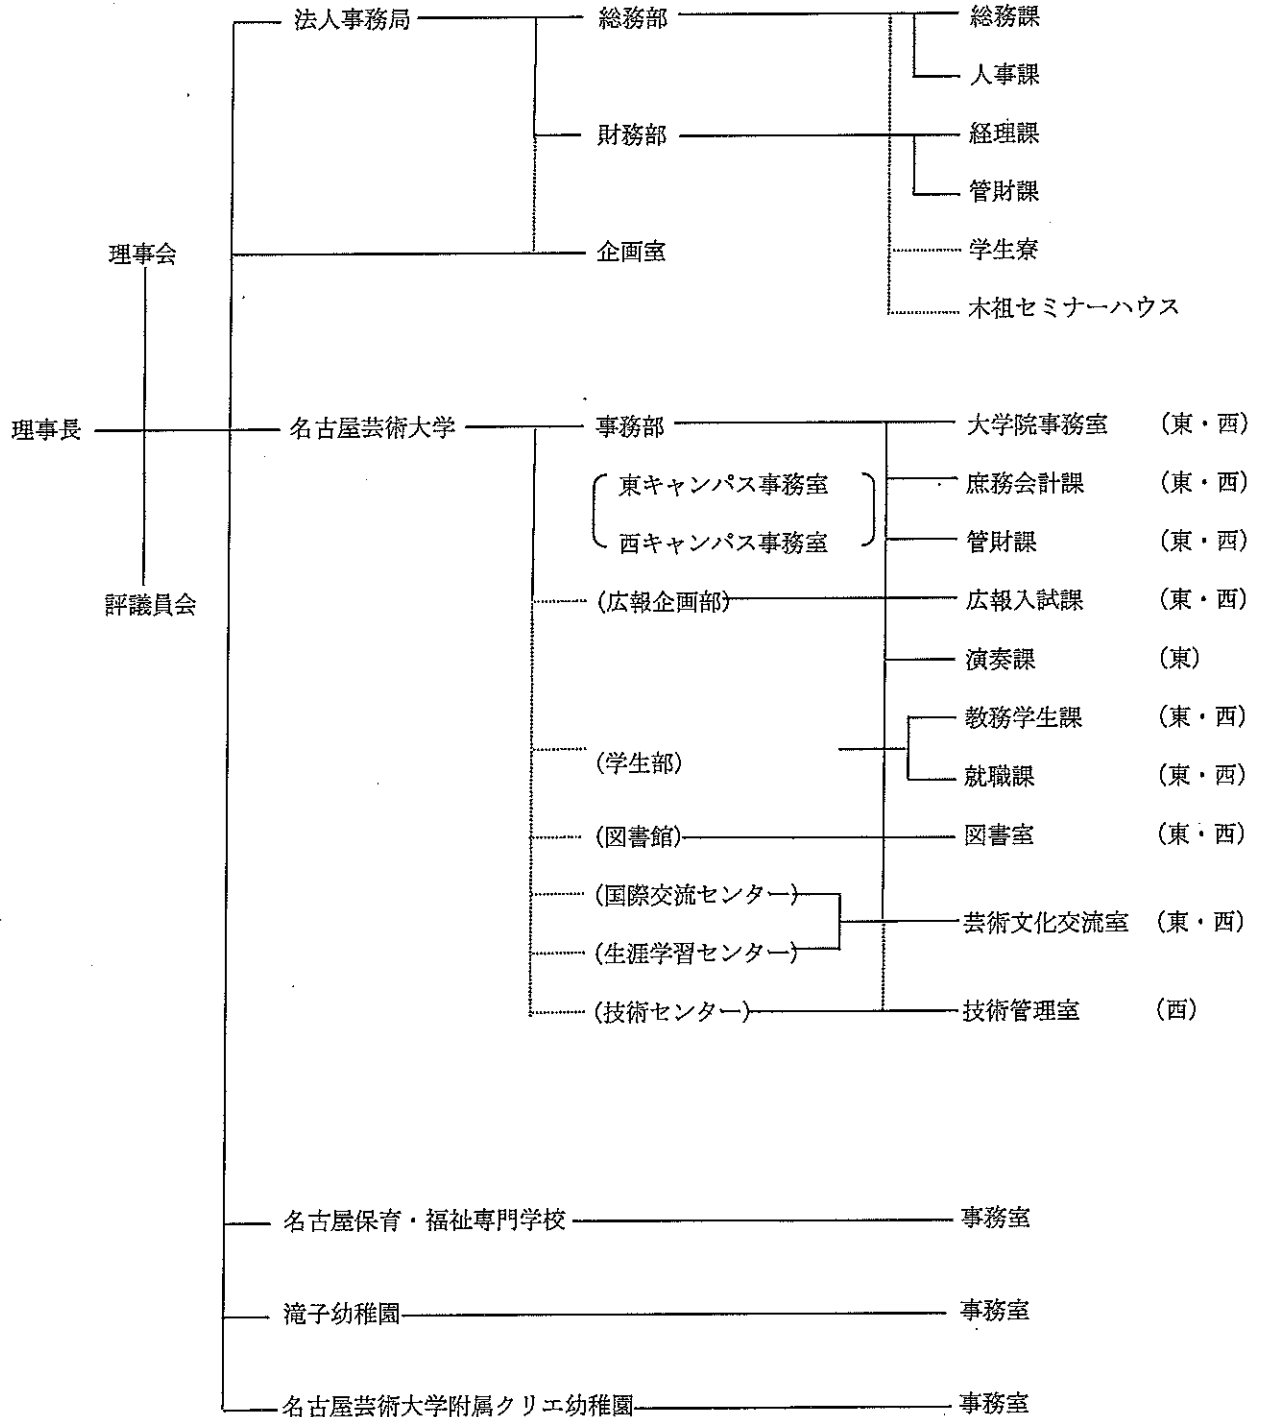 法人事務局 総務部 総務課
人事課
財務部 経理課
管財課
理事会 企画室 学生寮
木祖セミナーハウス
理事長 名古屋芸術大学 事務部 大学院事務室 (東・西)
東キャンパス事務室 庶務会計課 (東・西)
西キャンパス事務室 管財課 (東・西)
評議員会 (広報企画部) 広報入試課 (東・西)
演奏課 (東)
教務学生課 (東・西)
(学生部) 就職課 (東・西)
(図書館) 図書室 (東・西)
(国際交流センター)
芸術文化交流室 (東・西)
(生涯学習センター)
(技術センター) 技術管理室 (西)
名古屋保育・福祉専門学校 事務室
滝子幼稚園 事務室
名古屋芸術大学附属クリエ幼稚園 事務室